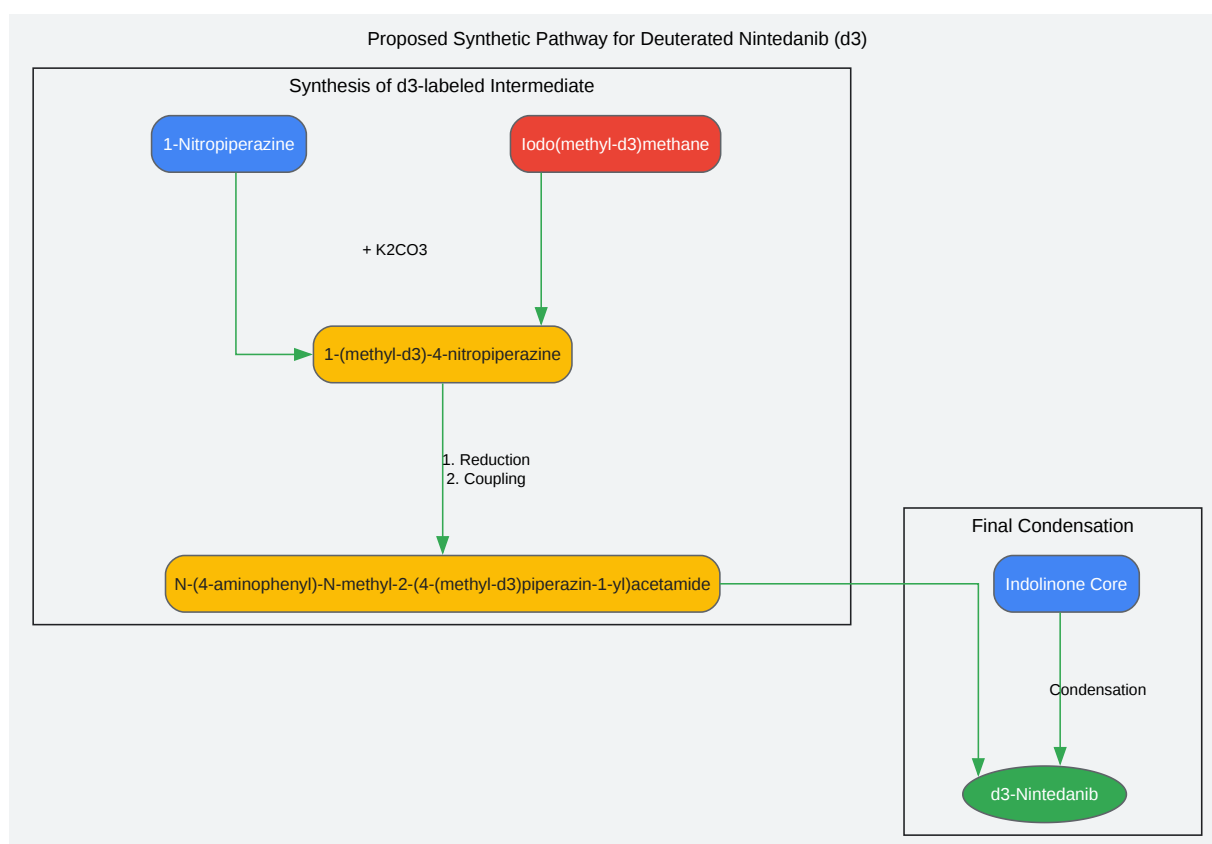 Proposed Synthetic Pathway for Deuterated Nintedanib (d3)
Synthesis of d3-labeled Intermediate
1-Nitropiperazine
Iodo(methyl-d3)methane
+ K2CO3
1-(methyl-d3)-4-nitropiperazine
1. Reduction
2. Coupling
N-(4-aminophenyl)-N-methyl-2-(4-(methyl-d3)piperazin-1-yl)acetamide
Final Condensation
Indolinone Core
Condensation
d3-Nintedanib